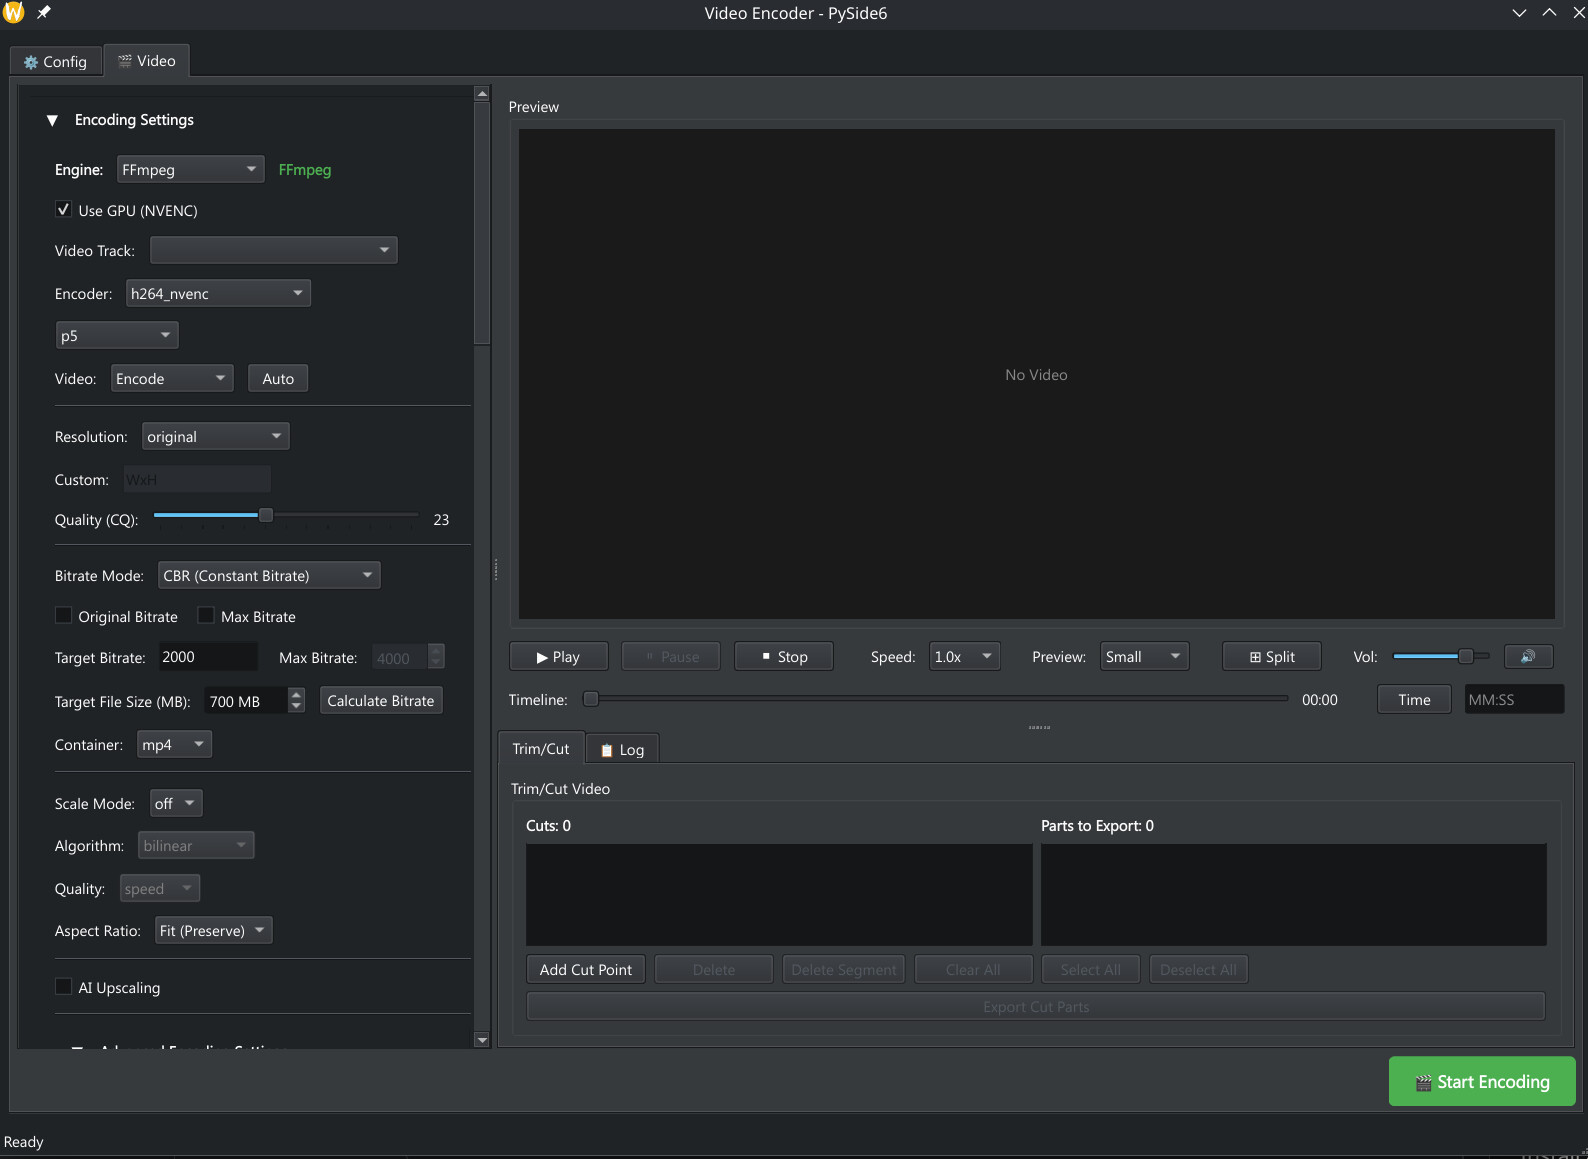 Video Encoder - PySide6
Config
Video
Encoding Settings
Engine: FFmpeg FFmpeg
Use GPU (NVENC)
Video Track:
Encoder: h264_nvenc
p5
Video: Encode Auto
Resolution: original
Custom: WxH
Quality (CQ): 23
Bitrate Mode: CBR (Constant Bitrate)
Original Bitrate Max Bitrate
Target Bitrate: 2000 Max Bitrate: 4000
Target File Size (MB): 700 MB Calculate Bitrate
Container: mp4
Scale Mode: off
Algorithm: bilinear
Quality: speed
Aspect Ratio: Fit (Preserve)
AI Upscaling
Preview
No Video
Play Pause Stop Speed: 1.0x Preview: Small Split Vol:
Timeline: 00:00 Time MM:SS
Trim/Cut Log
Trim/Cut Video
Cuts: 0 Parts to Export: 0
Add Cut Point Delete Delete Segment Clear All Select All Deselect All
Export Cut Parts
Start Encoding
Ready